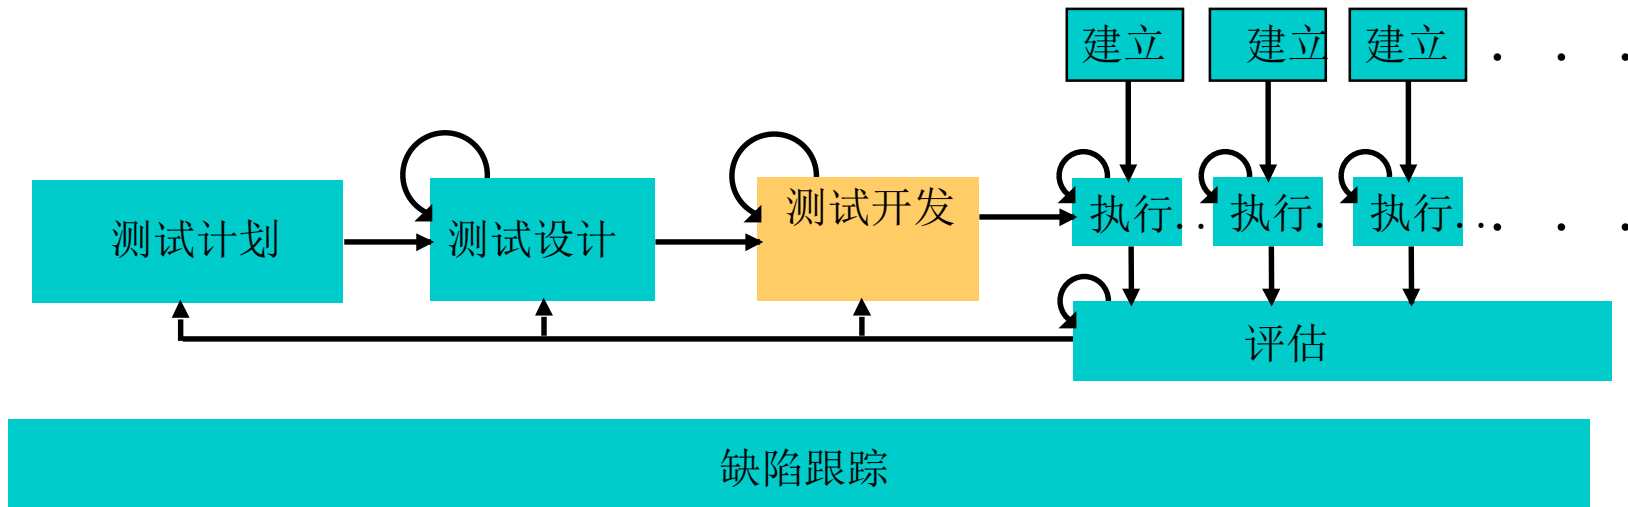 建立 建立 建立 . . .
测试计划 测试设计 测试开发 执行. . 执行. 执行. . . . .
评估
缺陷跟踪